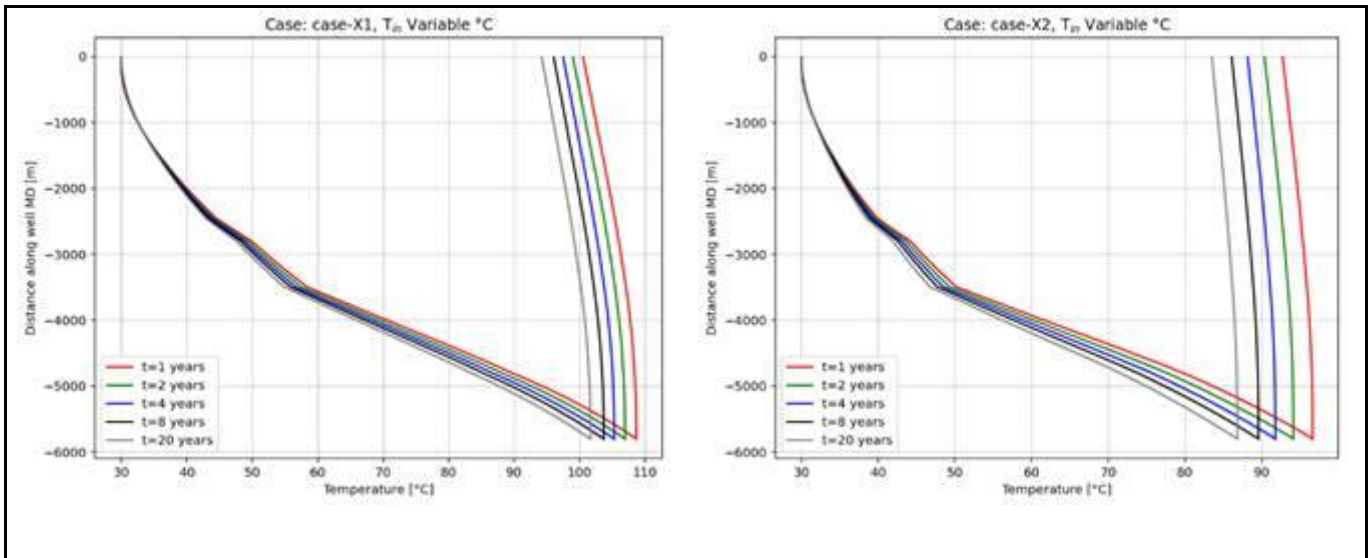 Case: case-X1, Tin Variable °C
0
−1000
−2000
−3000
−4000
−5000
−6000
Distance along well MD [m]
t=1 years
t=2 years
t=4 years
t=8 years
t=20 years
30 40 50 60 70 80 90 100 110
Temperature [°C]
Case: case-X2, Tin Variable °C
0
−1000
−2000
−3000
−4000
−5000
−6000
Distance along well MD [m]
t=1 years
t=2 years
t=4 years
t=8 years
t=20 years
30 40 50 60 70 80 90
Temperature [°C]